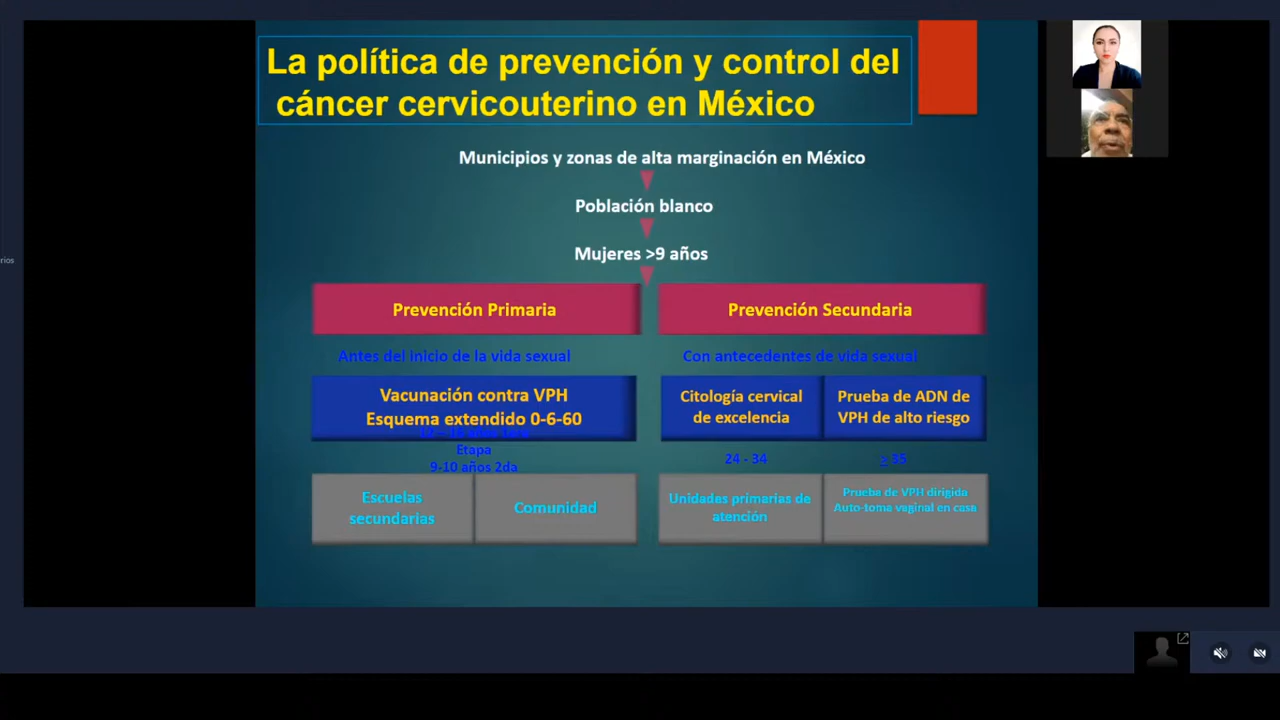 La política de prevención y control del
cáncer cervicouterino en México
Municipios y zonas de alta marginación en México
Población blanco
Mujeres >9 años
Prevención Primaria
Prevención Secundaria
Antes del inicio de la vida sexual
Con antecedentes de vida sexual
Vacunación contra VPH
Esquema extendido 0-6-60
Citología cervical
de excelencia
Prueba de ADN de
VPH de alto riesgo
Etapa
9-10 años 2da
24 - 34
≥ 35
Escuelas
secundarias
Comunidad
Unidades primarias de
atención
Prueba de VPH dirigida
Auto-toma vaginal en casa
rios